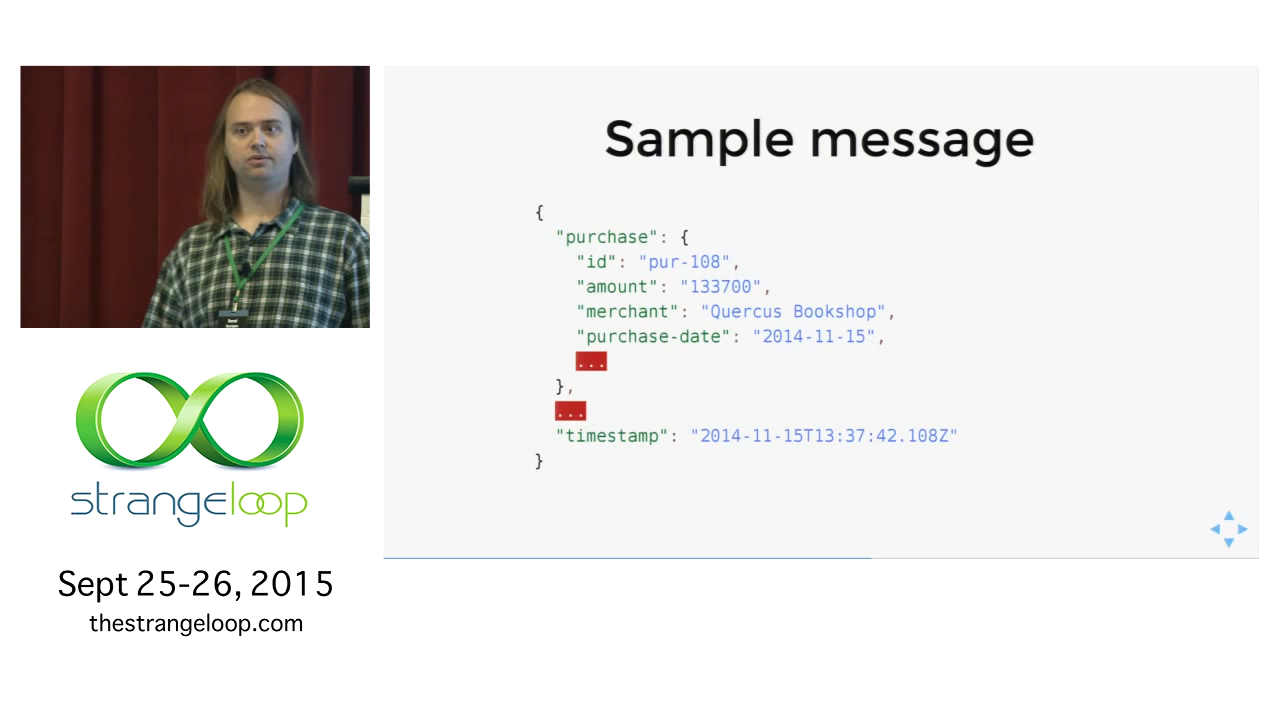 Sample message
{
"purchase": {
"id": "pur-108",
"amount": "133700",
"merchant": "Quercus Bookshop",
"purchase-date": "2014-11-15",
...
},
...
"timestamp": "2014-11-15T13:37:42.108Z"
}
strangeloop
Sept 25-26, 2015
thestrangeloop.com